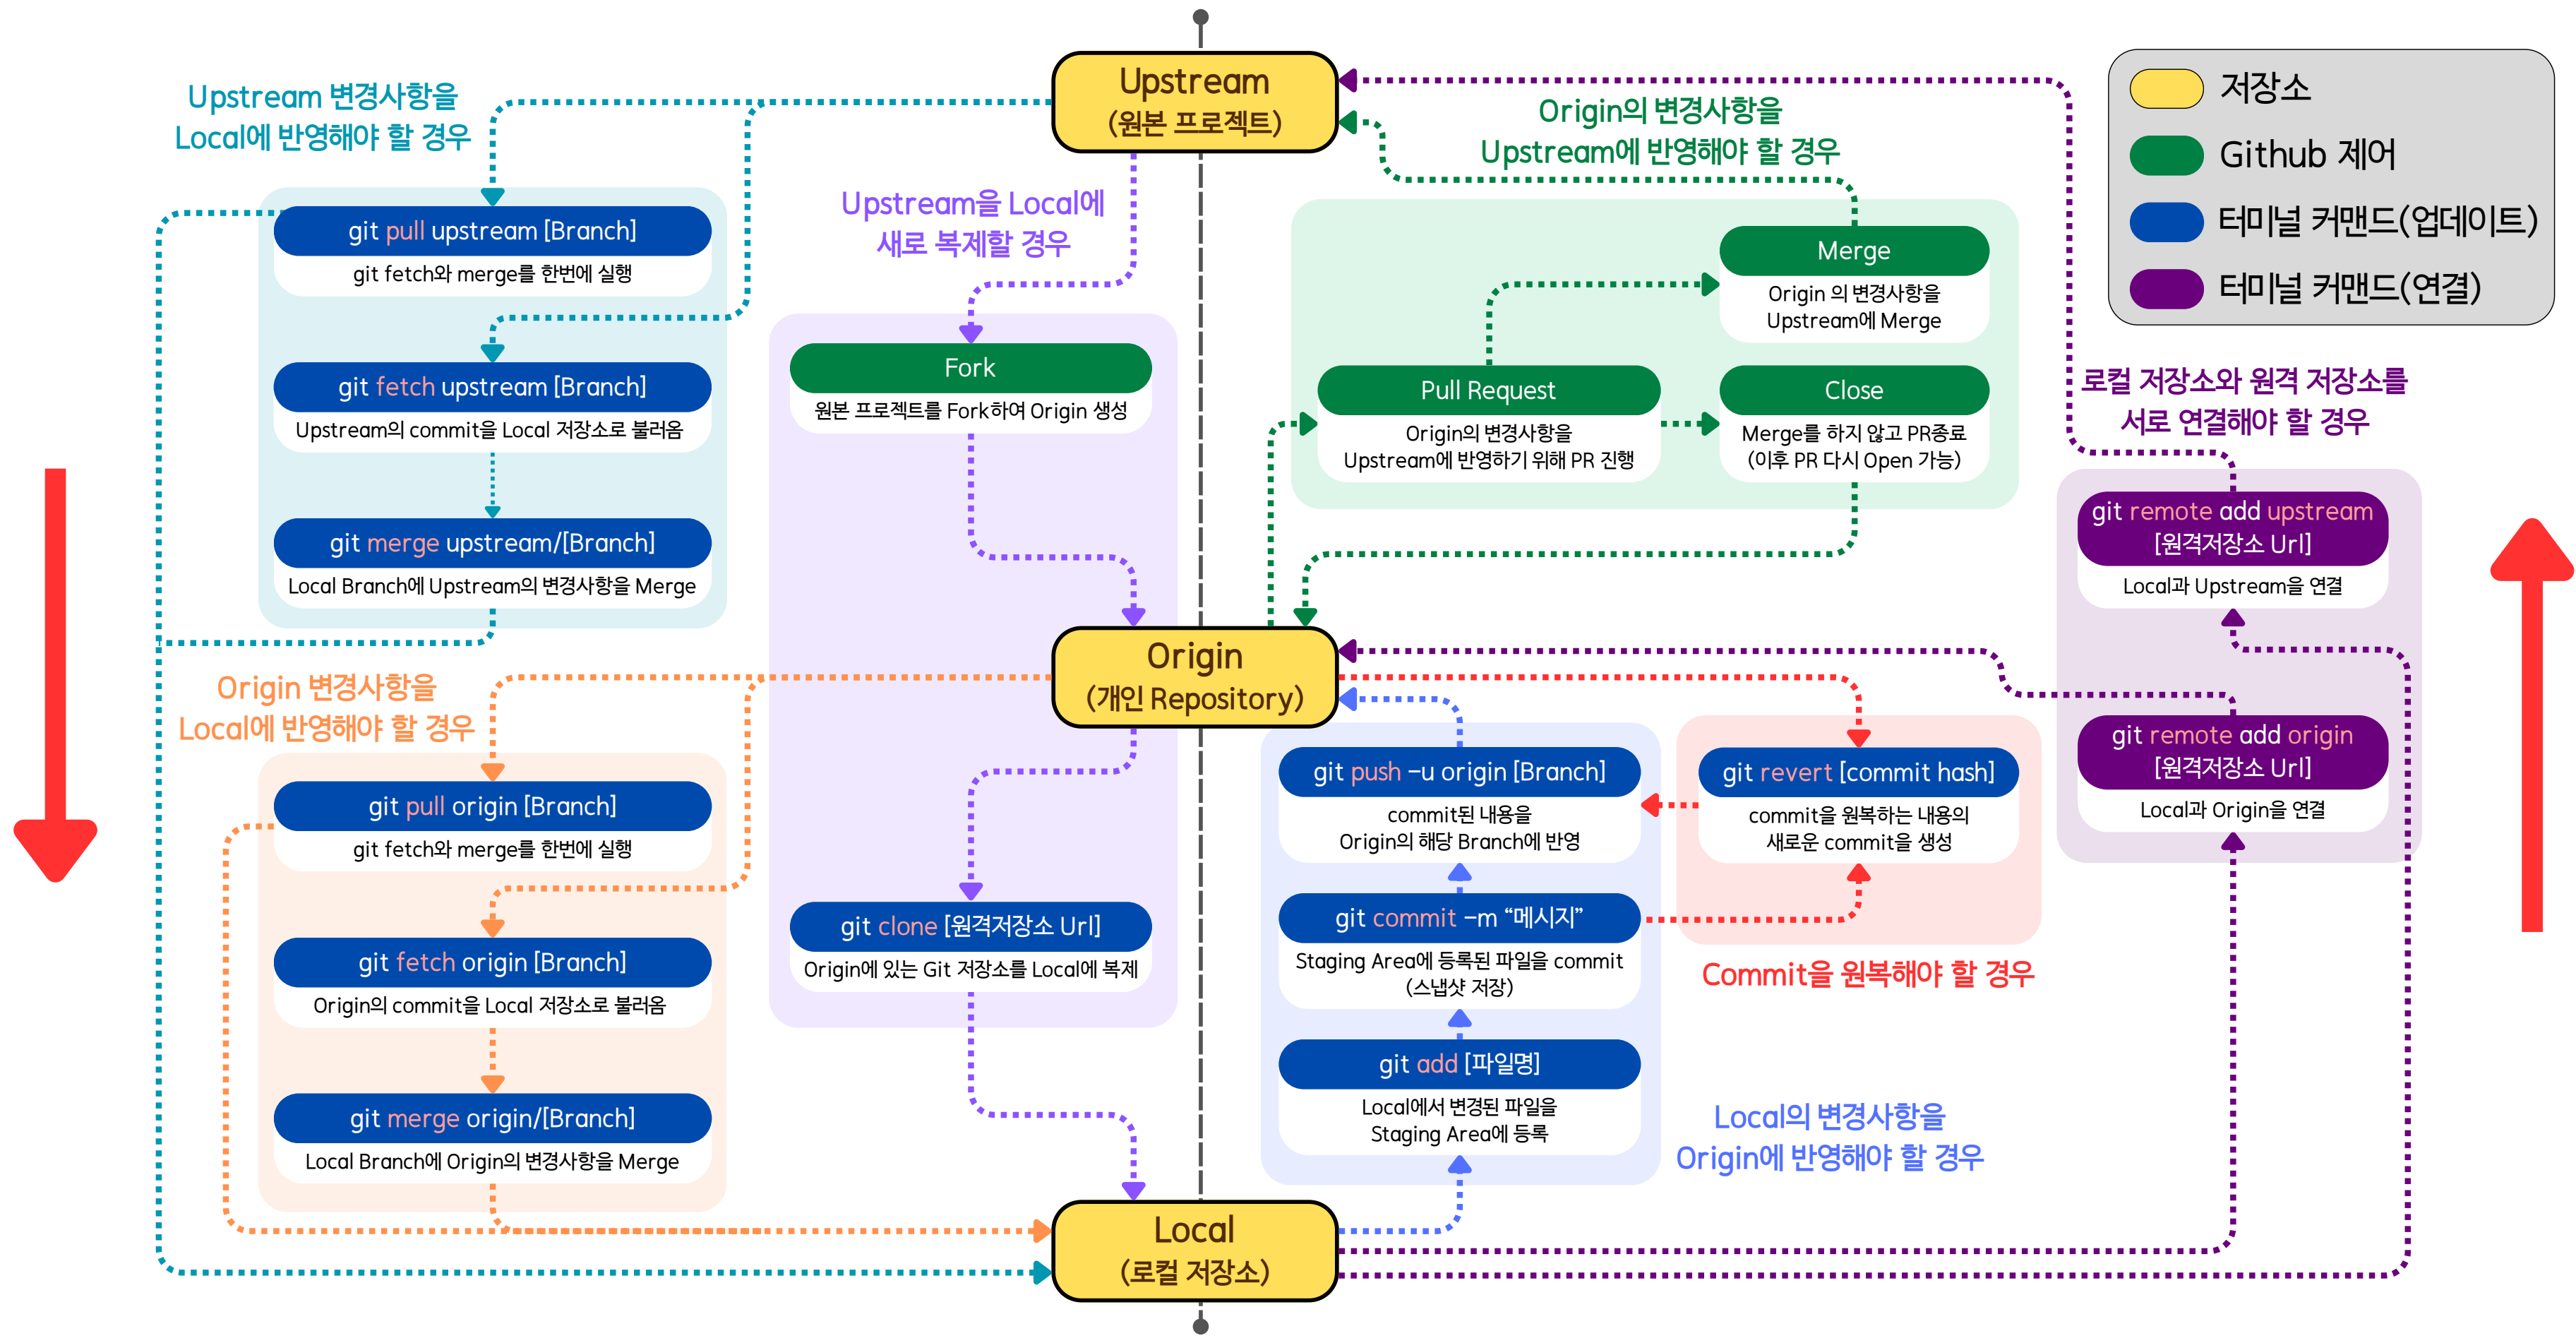 Upstream
(원본 프로젝트)
저장소
Github 제어
터미널 커맨드(업데이트)
터미널 커맨드(연결)
Upstream 변경사항을
Local에 반영해야 할 경우
git pull upstream [Branch]
git fetch와 merge를 한번에 실행
git fetch upstream [Branch]
Upstream의 commit을 Local 저장소로 불러옴
git merge upstream/[Branch]
Local Branch에 Upstream의 변경사항을 Merge
Upstream을 Local에
새로 복제할 경우
Fork
원본 프로젝트를 Fork하여 Origin 생성
Origin의 변경사항을
Upstream에 반영해야 할 경우
Merge
Origin 의 변경사항을
Upstream에 Merge
Pull Request
Origin의 변경사항을
Upstream에 반영하기 위해 PR 진행
Close
Merge를 하지 않고 PR종료
(이후 PR 다시 Open 가능)
로컬 저장소와 원격 저장소를
서로 연결해야 할 경우
git remote add upstream
[원격저장소 Url]
Local과 Upstream을 연결
git remote add origin
[원격저장소 Url]
Local과 Origin을 연결
Origin
(개인 Repository)
Origin 변경사항을
Local에 반영해야 할 경우
git pull origin [Branch]
git fetch와 merge를 한번에 실행
git fetch origin [Branch]
Origin의 commit을 Local 저장소로 불러옴
git merge origin/[Branch]
Local Branch에 Origin의 변경사항을 Merge
git clone [원격저장소 Url]
Origin에 있는 Git 저장소를 Local에 복제
git push -u origin [Branch]
commit된 내용을
Origin의 해당 Branch에 반영
git commit -m “메시지”
Staging Area에 등록된 파일을 commit
(스냅샷 저장)
git add [파일명]
Local에서 변경된 파일을
Staging Area에 등록
git revert [commit hash]
commit을 원복하는 내용의
새로운 commit을 생성
Commit을 원복해야 할 경우
Local의 변경사항을
Origin에 반영해야 할 경우
Local
(로컬 저장소)